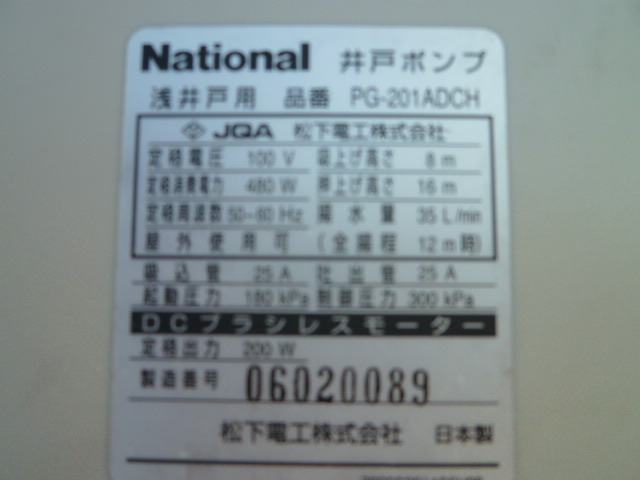 National 井戸ポンプ
浅井戸用 品番 PG-201ADCH
JQA 松下電工株式会社
定格電圧 100 V 吸上げ高さ 8 m
定格消費電力 480 W 押上げ高さ 16 m
定格周波数 50-60 Hz 揚水量 35 L/min
屋外使用可 (全揚程 12 m時)
吸込管 25 A 吐出管 25 A
起動圧力 180 kPa 制御圧力 300 kPa
DCブラシレスモーター
定格出力 200 W
製造番号 06020089
松下電工株式会社 日本製